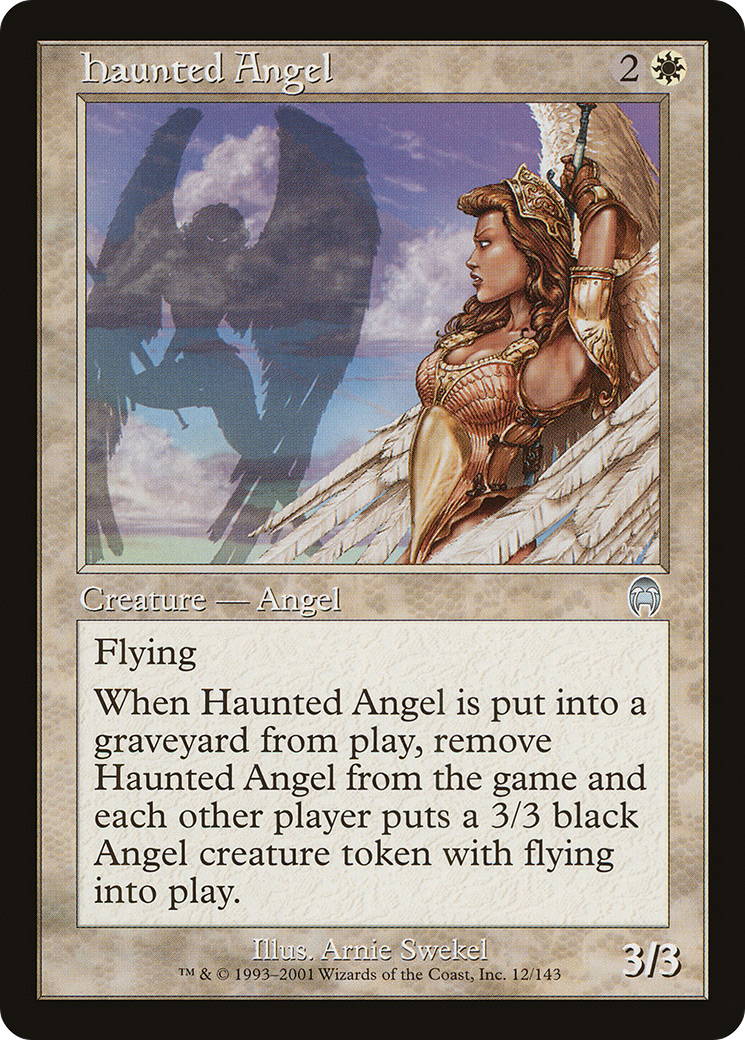 Haunted Angel 2
Creature — Angel
Flying
When Haunted Angel is put into a
graveyard from play, remove
Haunted Angel from the game and
each other player puts a 3/3 black
Angel creature token with flying
into play.
Illus. Arnie Swekel
™ & © 1993–2001 Wizards of the Coast, Inc. 12/143
3/3